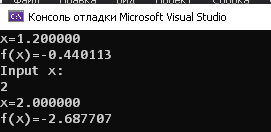 Консоль отладки Microsoft Visual Studio
x=1.200000
f(x)=-0.440113
Input x:
2
x=2.000000
f(x)=-2.687707